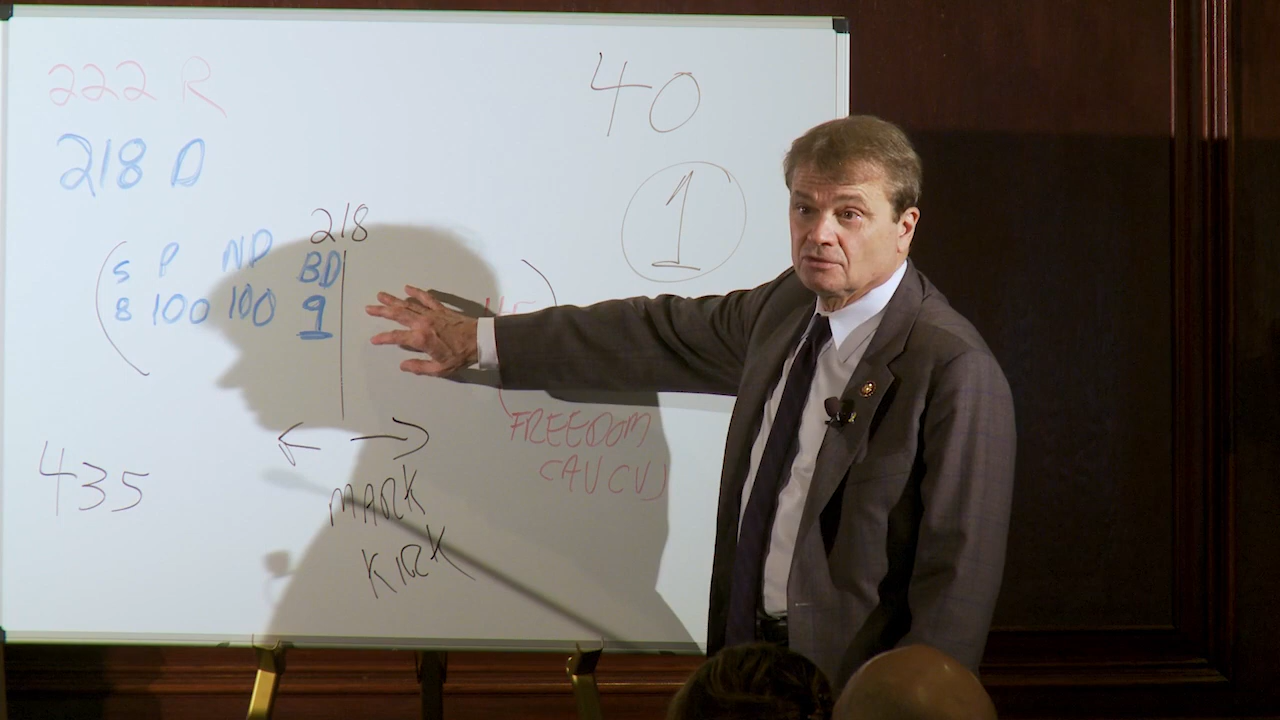 222 R
218 D
40
1
218
S P ND BD
8 100 100 9
435
MARK
KIRK
FREEDOM
CAUCUS